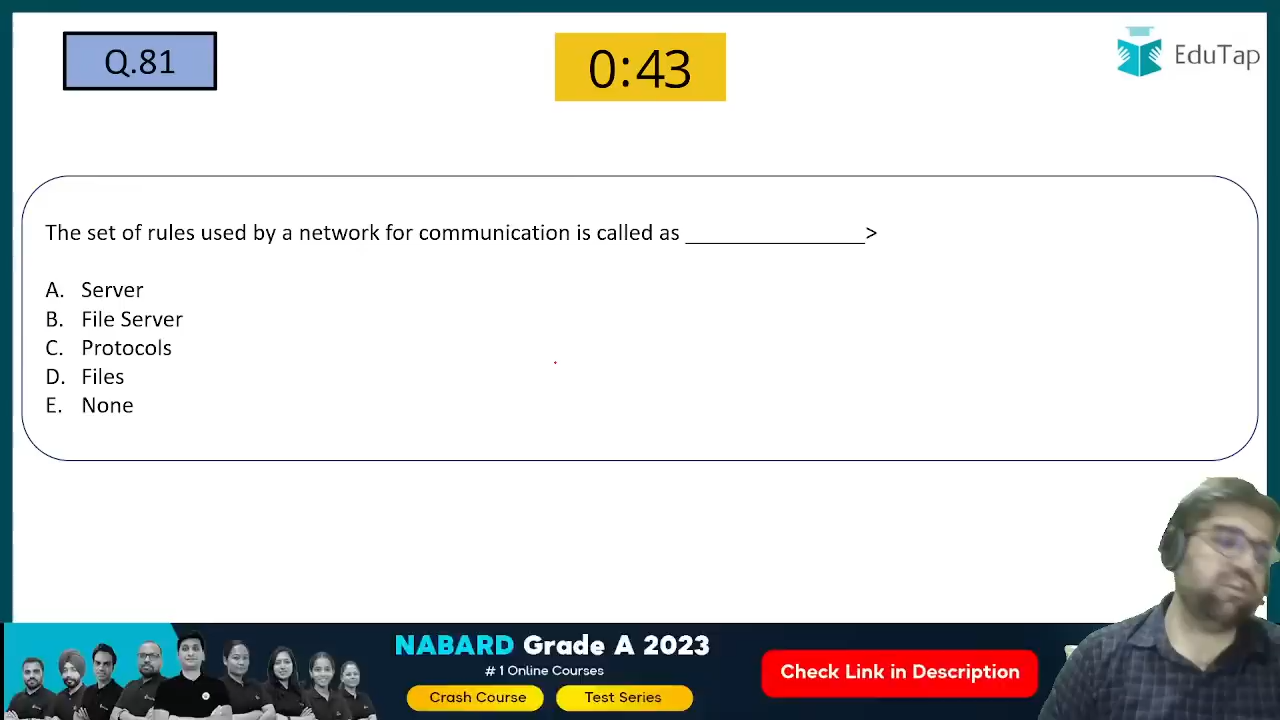 Q.81
0:43
EduTap
The set of rules used by a network for communication is called as _______________>
A. Server
B. File Server
C. Protocols
D. Files
E. None
NABARD Grade A 2023
# 1 Online Courses
Crash Course
Test Series
Check Link in Description